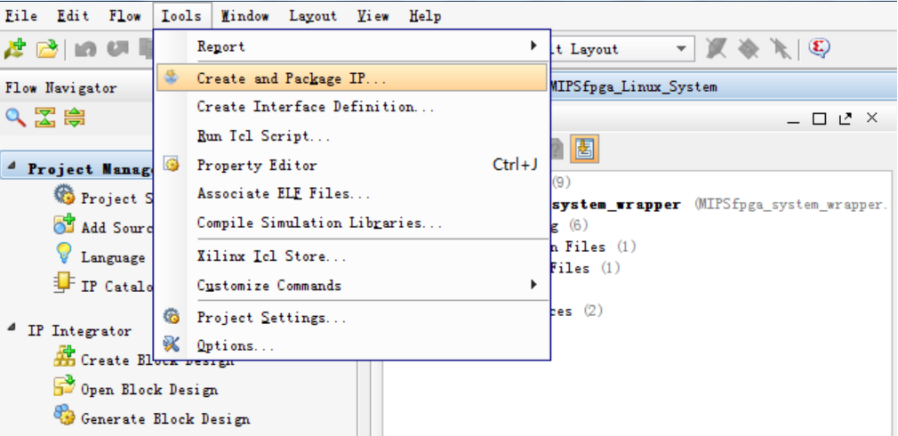 File Edit Flow Tools Window Layout View Help
Report
t Layout
Create and Package IP...
MIPSfpga_Linux_System
Flow Navigator
Create Interface Definition...
Run Tcl Script...
Property Editor Ctrl+J
Project Manag
(9)
Associate ELF Files...
Project S
system_wrapper (MIPSfpga_system_wrapper.
Compile Simulation Libraries...
Add Sourc
g (6)
n Files (1)
Xilinx Tcl Store...
Language
Files (1)
Customize Commands
IP Catalo
Project Settings...
ces (2)
IP Integrator
Options...
Create Block Design
Open Block Design
Generate Block Design